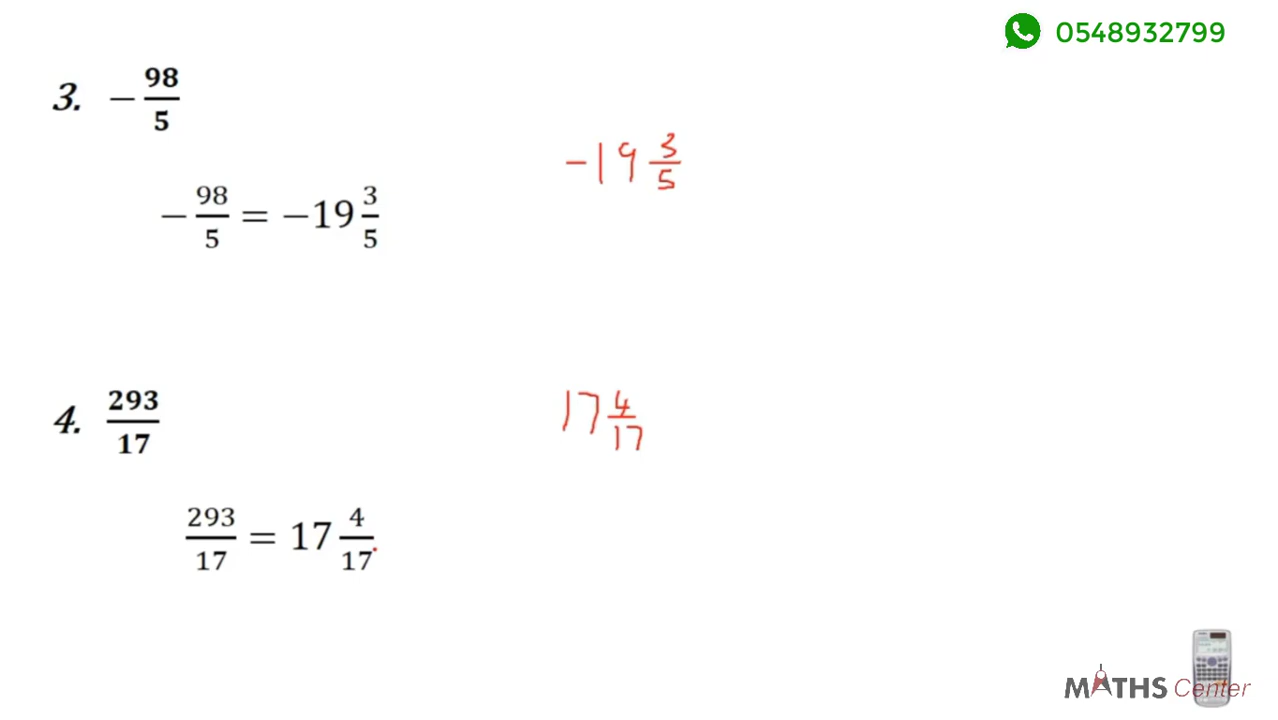 0548932799
3. −98/5
−19 3/5
−98/5 = −19 3/5
4. 293/17
17 4/17
293/17 = 17 4/17
MATHS Center